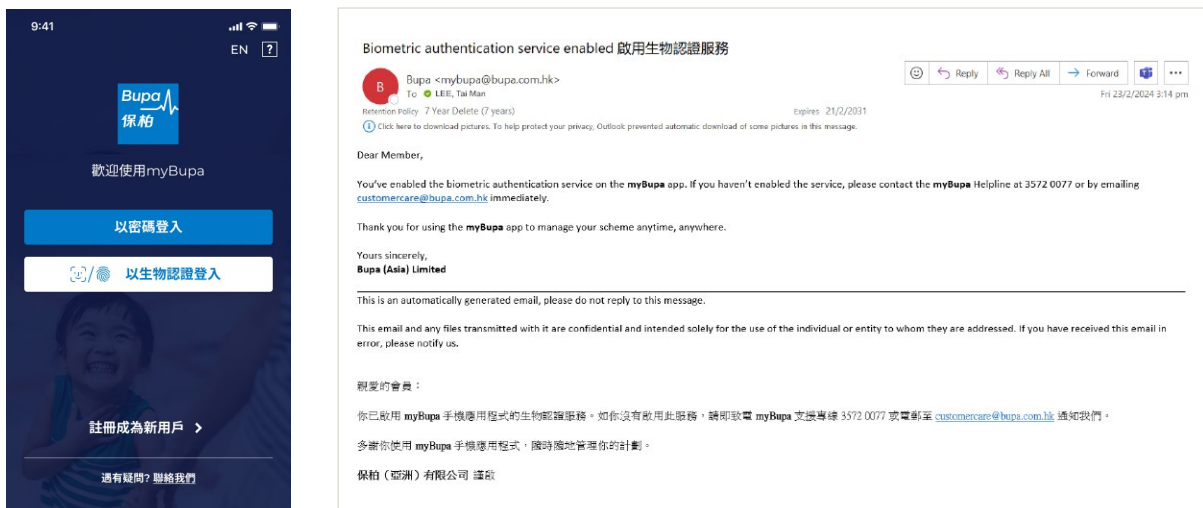 9:41
EN ?
Bupa
保柏
歡迎使用myBupa
以密碼登入
以生物認證登入
註冊成為新用戶 >
遇有疑問? 聯絡我們
Biometric authentication service enabled 啟用生物認證服務
B
Bupa <mybupa@bupa.com.hk>
To LEE, Tai Man
Reply Reply All Forward ...
Fri 23/2/2024 3:14 pm
Retention Policy 7 Year Delete (7 years) Expires 21/2/2031
Click here to download pictures. To help protect your privacy, Outlook prevented automatic download of some pictures in this message.
Dear Member,
You've enabled the biometric authentication service on the myBupa app. If you haven't enabled the service, please contact the myBupa Helpline at 3572 0077 or by emailing
customercare@bupa.com.hk immediately.
Thank you for using the myBupa app to manage your scheme anytime, anywhere.
Yours sincerely,
Bupa (Asia) Limited
This is an automatically generated email, please do not reply to this message.
This email and any files transmitted with it are confidential and intended solely for the use of the individual or entity to whom they are addressed. If you have received this email in
error, please notify us.
親愛的會員：
你已啟用 myBupa 手機應用程式的生物認證服務。如你沒有啟用此服務，請即致電 myBupa 支援專線 3572 0077 或電郵至 customercare@bupa.com.hk 通知我們。
多謝你使用 myBupa 手機應用程式，隨時隨地管理你的計劃。
保柏（亞洲）有限公司 謹啟